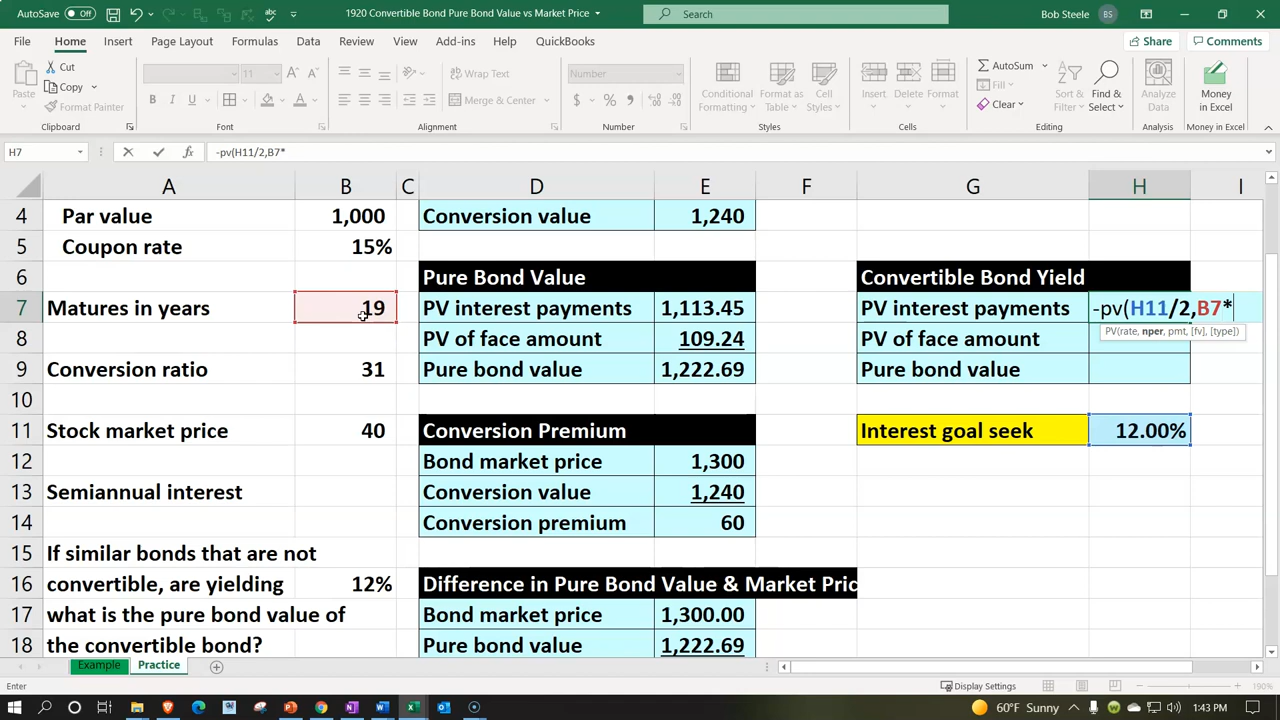 AutoSave Off 1920 Convertible Bond Pure Bond Value vs Market Price Search Bob Steele BS
File Home Insert Draw Page Layout Formulas Data Review View Add-ins Help QuickBooks Share Comments
Cut
Copy
Format Painter
Paste
Clipboard
11
Font
Wrap Text
Merge & Center
Alignment
Number
Number
Conditional Formatting
Format as Table
Cell Styles
Styles
Insert Delete Format
Cells
AutoSum
Fill
Clear
Sort & Filter
Find & Select
Editing
Analyze Data
Analysis
Money in Excel
Money in Excel
H7 fx -pv(H11/2,B7*
A B C D E F G H I
4 Par value 1,000 Conversion value 1,240
5 Coupon rate 15%
6 Pure Bond Value Convertible Bond Yield
7 Matures in years 19 PV interest payments 1,113.45 PV interest payments -pv(H11/2,B7*
PV(rate, nper, pmt, [fv], [type])
8 PV of face amount 109.24 PV of face amount
9 Conversion ratio 31 Pure bond value 1,222.69 Pure bond value
10
11 Stock market price 40 Conversion Premium Interest goal seek 12.00%
12 Bond market price 1,300
13 Semiannual interest Conversion value 1,240
14 Conversion premium 60
15 If similar bonds that are not
16 convertible, are yielding 12% Difference in Pure Bond Value & Market Pric
17 what is the pure bond value of Bond market price 1,300.00
18 the convertible bond? Pure bond value 1,222.69
Example Practice
Enter Display Settings 190%
60°F Sunny 1:43 PM